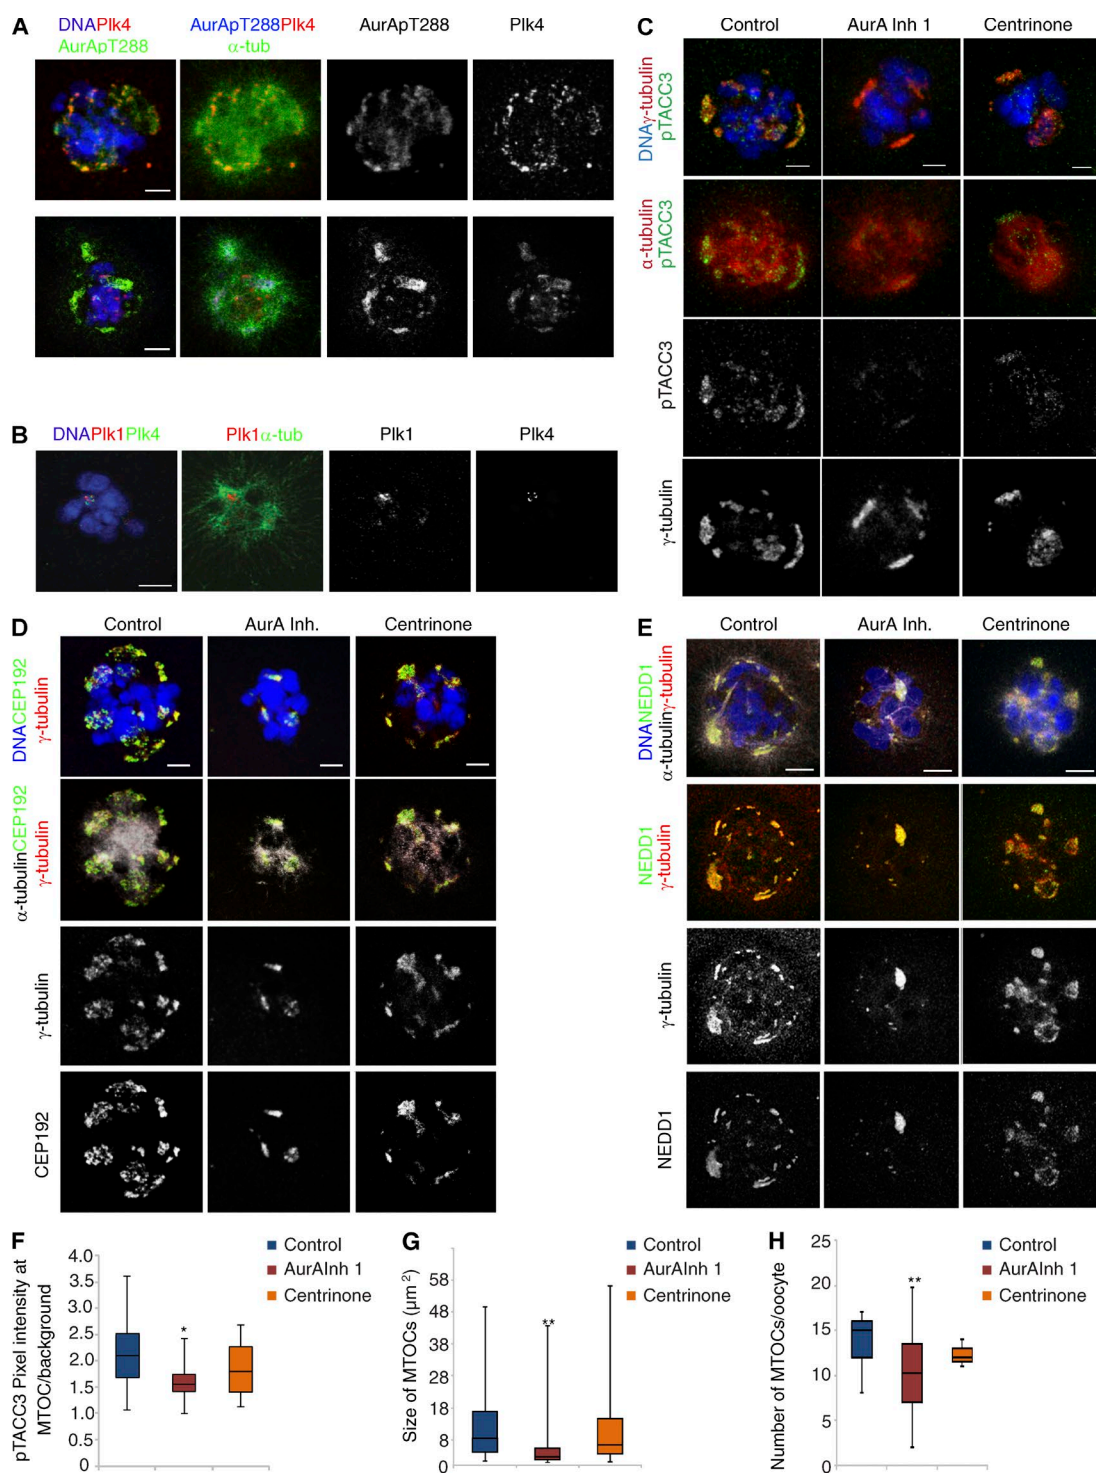 A
DNAPlk4
AurApT288
AurApT288Plk4
α-tub
AurApT288
Plk4
B
DNAPlk1Plk4
Plk1α-tub
Plk1
Plk4
C
Control
AurA Inh 1
Centrinone
DNAγ-tubulin
pTACC3
α-tubulin
pTACC3
pTACC3
γ-tubulin
D
Control
AurA Inh.
Centrinone
DNACEP192
γ-tubulin
α-tubulinCEP192
γ-tubulin
γ-tubulin
CEP192
E
Control
AurA Inh.
Centrinone
DNANEDD1
α-tubulinγ-tubulin
NEDD1
γ-tubulin
γ-tubulin
NEDD1
F
Control
AurAInh 1
Centrinone
pTACC3 Pixel intensity at
MTOC/background
4.0
3.5
3.0
2.5
2.0
1.5
1.0
0.5
0
*
G
Control
AurAInh 1
Centrinone
Size of MTOCs (µm²)
58
48
38
28
18
8
0
**
H
Control
AurAInh 1
Centrinone
Number of MTOCs/oocyte
25
20
15
10
5
0
**